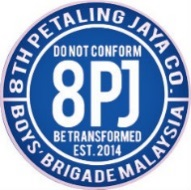 8TH PETALING JAYA CO.
DO NOT CONFORM
8PJ
BE TRANSFORMED
EST. 2014
BOYS' BRIGADE MALAYSIA